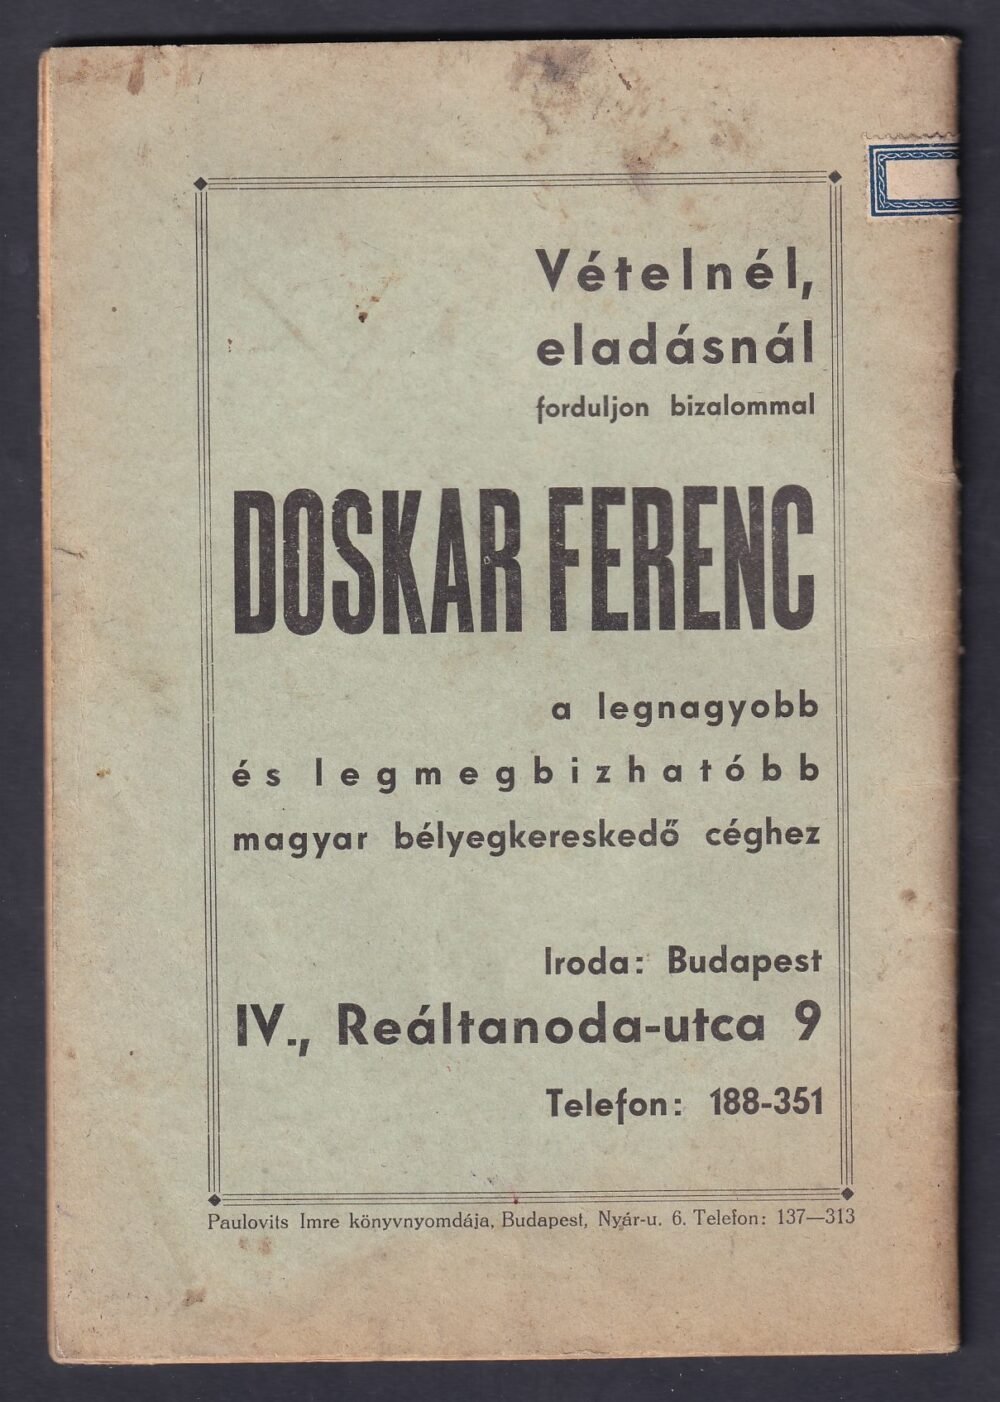 Vételnél,
eladásnál
forduljon bizalommal
DOSKAR FERENC
a legnagyobb
és legmegbizhatóbb
magyar bélyegkereskedő céghez
Iroda: Budapest
IV., Reáltanoda-utca 9
Telefon: 188-351
Paulovits Imre könyvnyomdája, Budapest, Nyár-u. 6. Telefon: 137—313